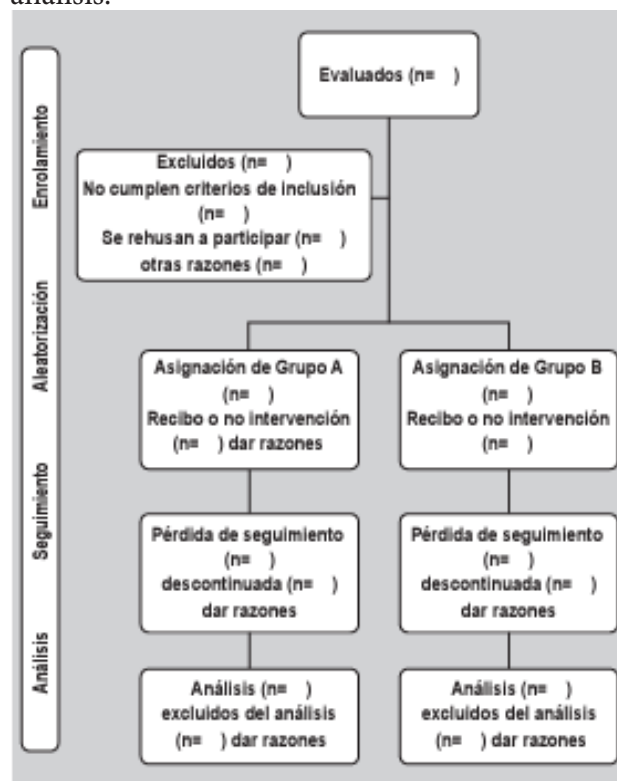 análisis.
Evaluados (n= )
Enrolamiento
Excluidos (n= )
No cumplen criterios de inclusión
(n= )
Se rehusan a participar (n= )
otras razones (n= )
Aleatorización
Asignación de Grupo A
(n= )
Recibo o no intervención
(n= ) dar razones
Asignación de Grupo B
(n= )
Recibo o no intervención
(n= )
Seguimiento
Pérdida de seguimiento
(n= )
descontinuada (n= )
dar razones
Pérdida de seguimiento
(n= )
descontinuada (n= )
dar razones
Análisis
Análisis (n= )
excluidos del análisis
(n= ) dar razones
Análisis (n= )
excluidos del análisis
(n= ) dar razones